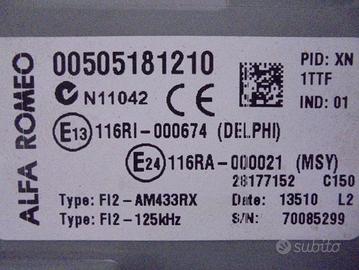 ALFA ROMEO
00505181210
PID: XN
1TTF
N11042 CE
IND: 01
E13 116RI-000674 (DELPHI)
E24 116RA-000021 (MSY)
28177152 C150
Type: FI2-AM433RX
Date: 13510 L2
Type: FI2-125kHz
S/N: 70085299
subito